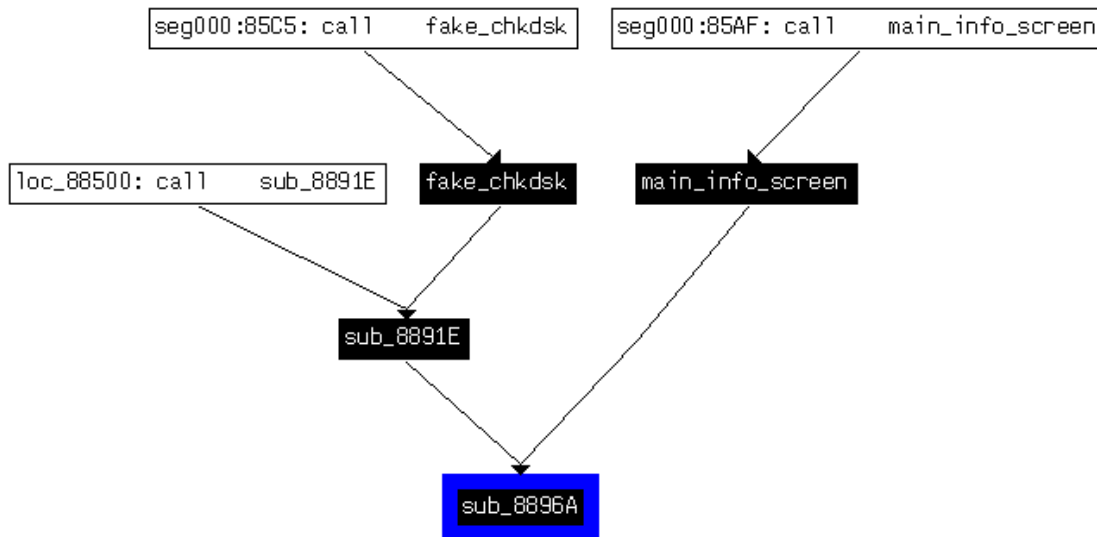 seg000:85C5: call    fake_chkdsk
seg000:85AF: call    main_info_screen
loc_88500: call    sub_8891E
fake_chkdsk
main_info_screen
sub_8891E
sub_8896A